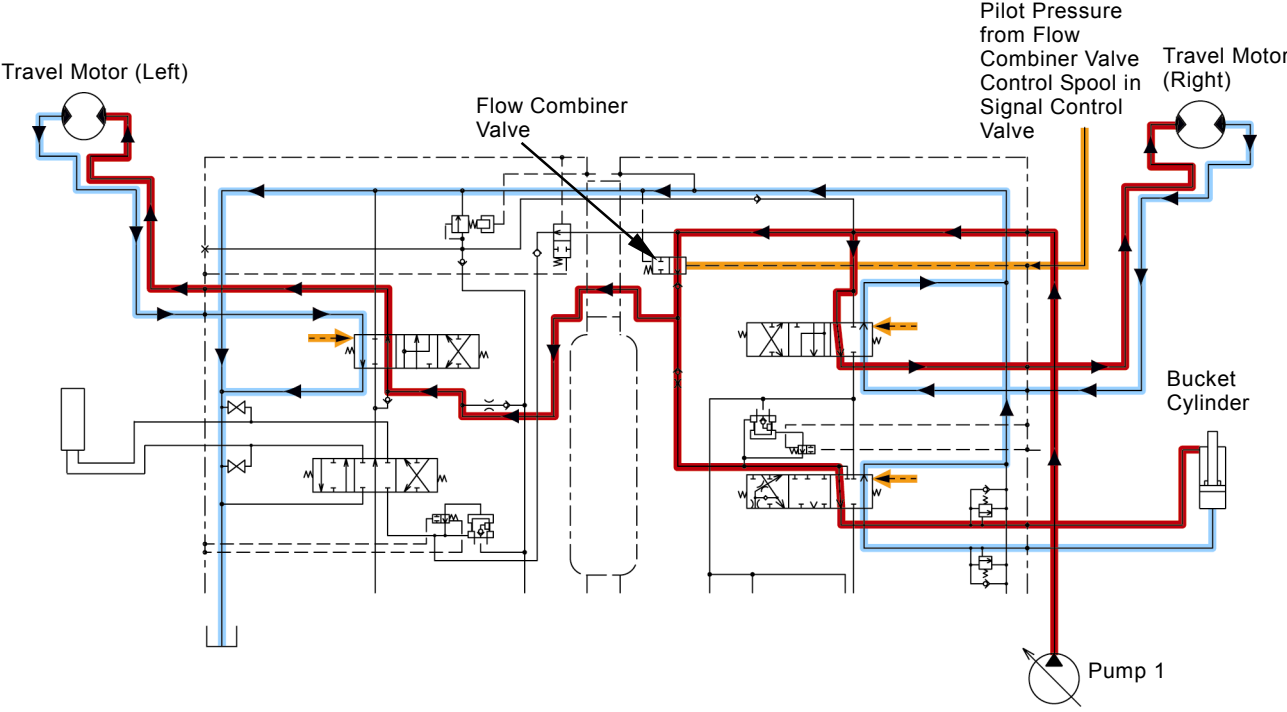 Pilot Pressure
from Flow
Combiner Valve
Control Spool in
Signal Control
Valve
Travel Motor
(Right)
Travel Motor (Left)
Flow Combiner
Valve
Bucket
Cylinder
Pump 1